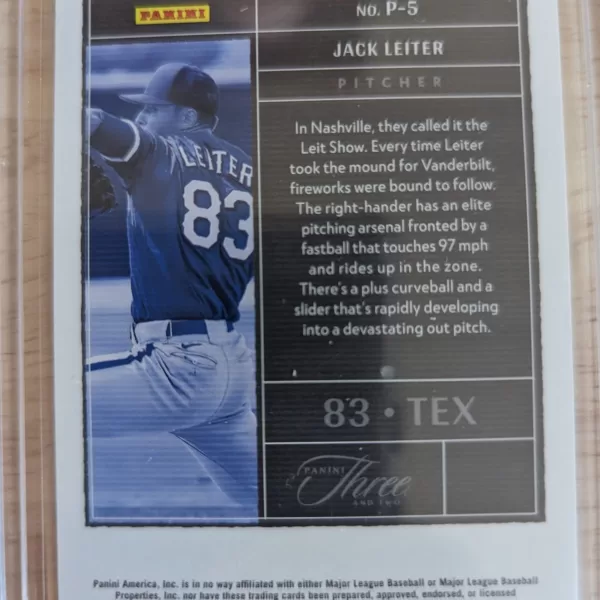 PANINI
NO. P-5
JACK LEITER
PITCHER
LEITER
83
In Nashville, they called it the
Leit Show. Every time Leiter
took the mound for Vanderbilt,
fireworks were bound to follow.
The right-hander has an elite
pitching arsenal fronted by a
fastball that touches 97 mph
and rides up in the zone.
There's a plus curveball and a
slider that's rapidly developing
into a devastating out pitch.
83 • TEX
PANINI
Three
AND TWO
Panini America, Inc. is in no way affiliated with either Major League Baseball or Major League Baseball
Properties, Inc. nor have these trading cards been prepared, approved, endorsed, or licensed